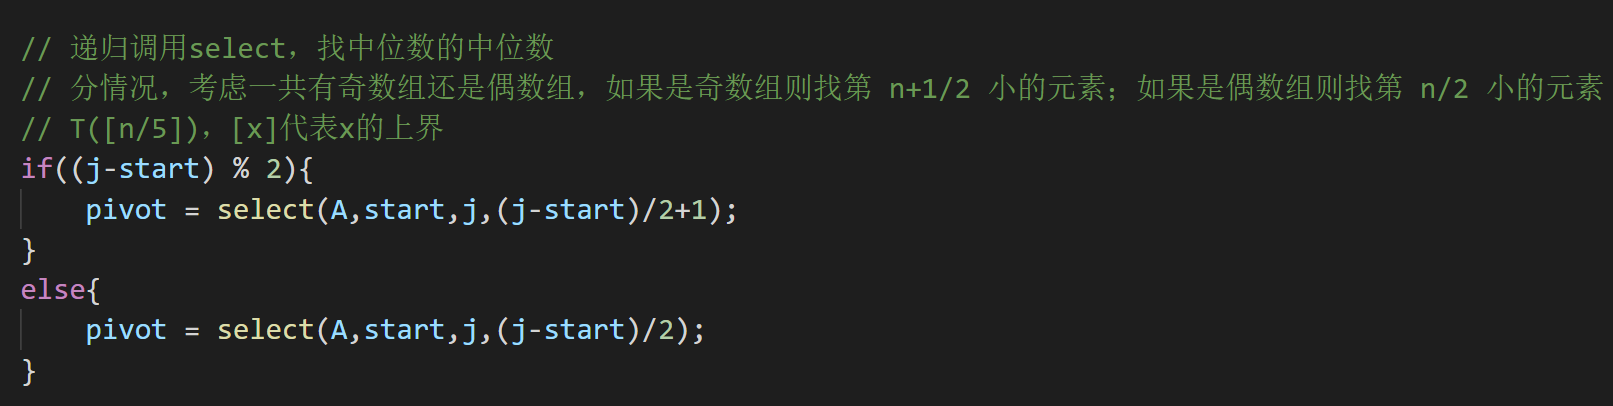 // 递归调用select，找中位数的中位数
// 分情况，考虑一共有奇数组还是偶数组，如果是奇数组则找第 n+1/2 小的元素；如果是偶数组则找第 n/2 小的元素
// T([n/5])，[x]代表x的上界
if((j-start) % 2){
    pivot = select(A,start,j,(j-start)/2+1);
}
else{
    pivot = select(A,start,j,(j-start)/2);
}